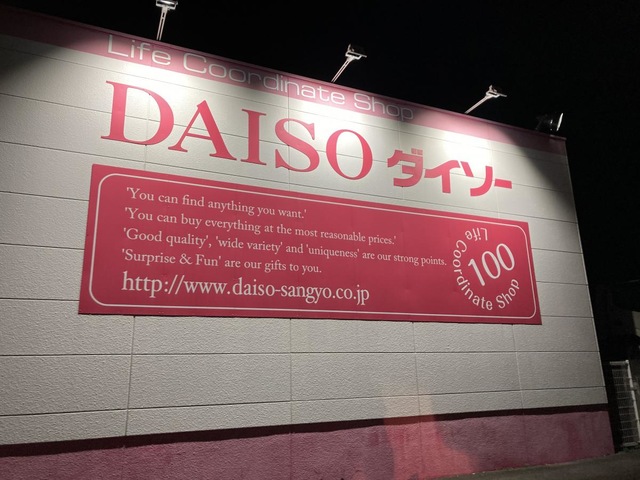 Life Coordinate Shop
DAISO ダイソー
'You can find anything you want.'
'You can buy everything at the most reasonable prices.'
'Good quality', 'wide variety' and 'uniqueness' are our strong points.
'Surprise & Fun' are our gifts to you.
http://www.daiso-sangyo.co.jp
Life
100
Coordinate Shop